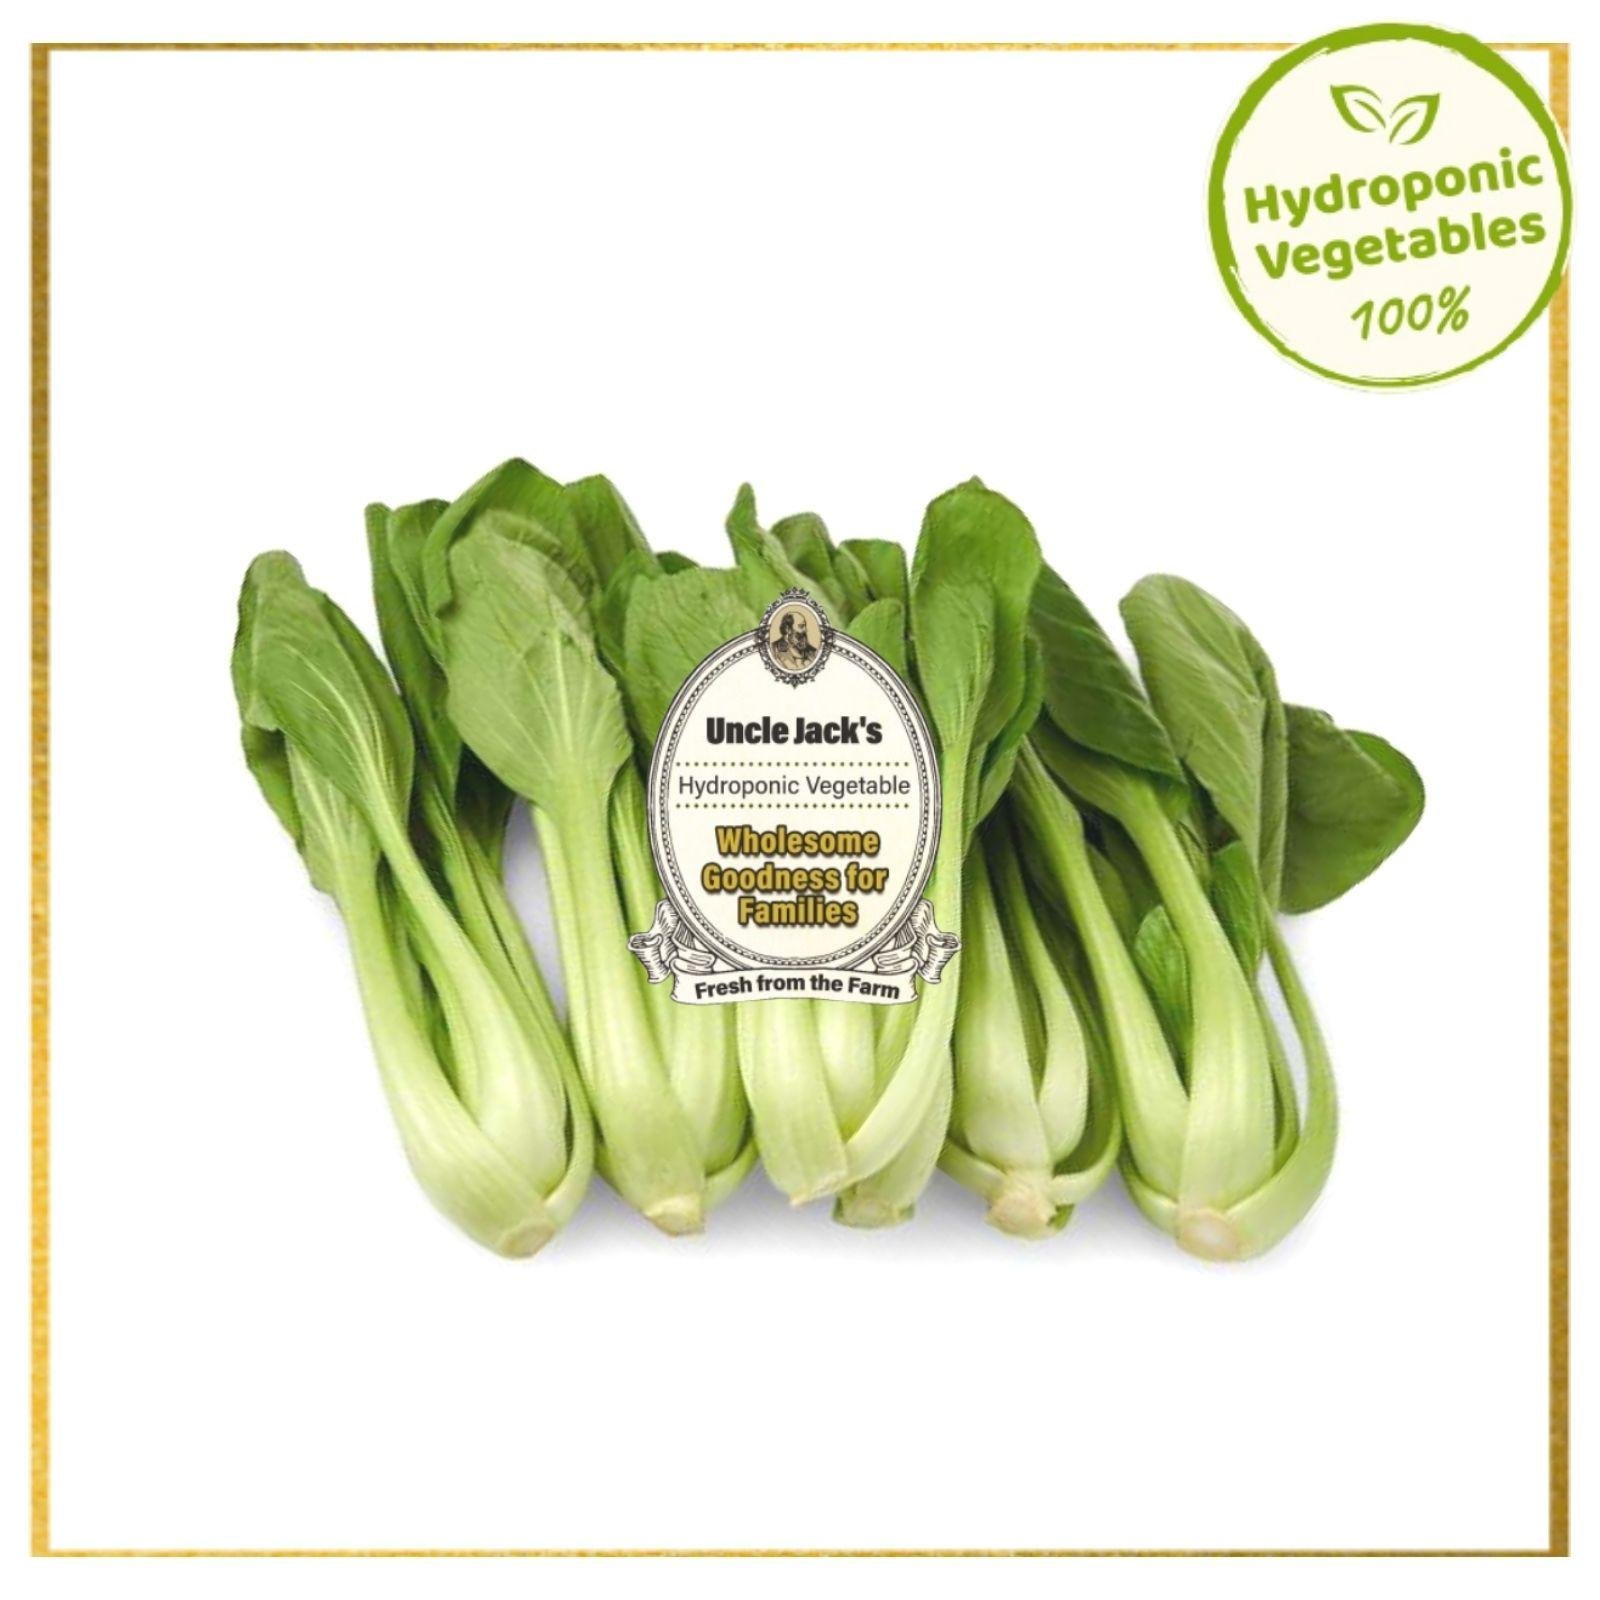 Hydroponic
Vegetables
100%
Uncle Jack's
Hydroponic Vegetable
Wholesome
Goodness for
Families
Fresh from the Farm